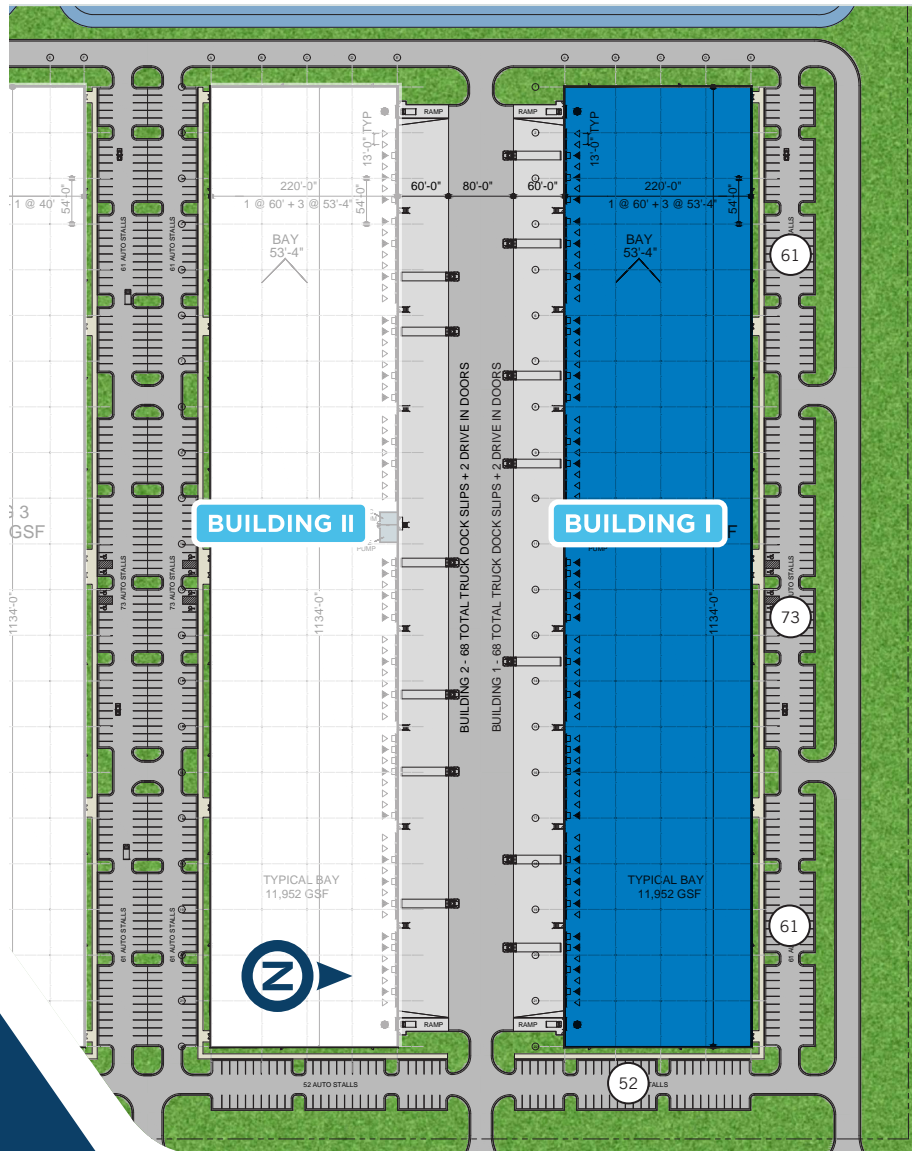 RAMP
RAMP
13'-0" TYP
13'-0" TYP
220'-0"
60'-0"
80'-0"
60'-0"
220'-0"
1 @ 40'
54'-0"
1 @ 60' + 3 @ 53'-4"
54'-0"
1 @ 60' + 3 @ 53'-4"
54'-0"
61 AUTO STALLS
61 AUTO STALLS
BAY
53'-4"
BAY
53'-4"
61
BUILDING 2 - 68 TOTAL TRUCK DOCK SLIPS + 2 DRIVE IN DOORS
BUILDING 1 - 68 TOTAL TRUCK DOCK SLIPS + 2 DRIVE IN DOORS
3
GSF
BUILDING II
BUILDING I
F
PUMP
PUMP
73 AUTO STALLS
73 AUTO STALLS
STALLS
73
1134'-0"
1134'-0"
1134'-0"
TYPICAL BAY
11,952 GSF
TYPICAL BAY
11,952 GSF
61 AUTO STALLS
61 AUTO STALLS
61
N
RAMP
RAMP
52 AUTO STALLS
52
STALLS